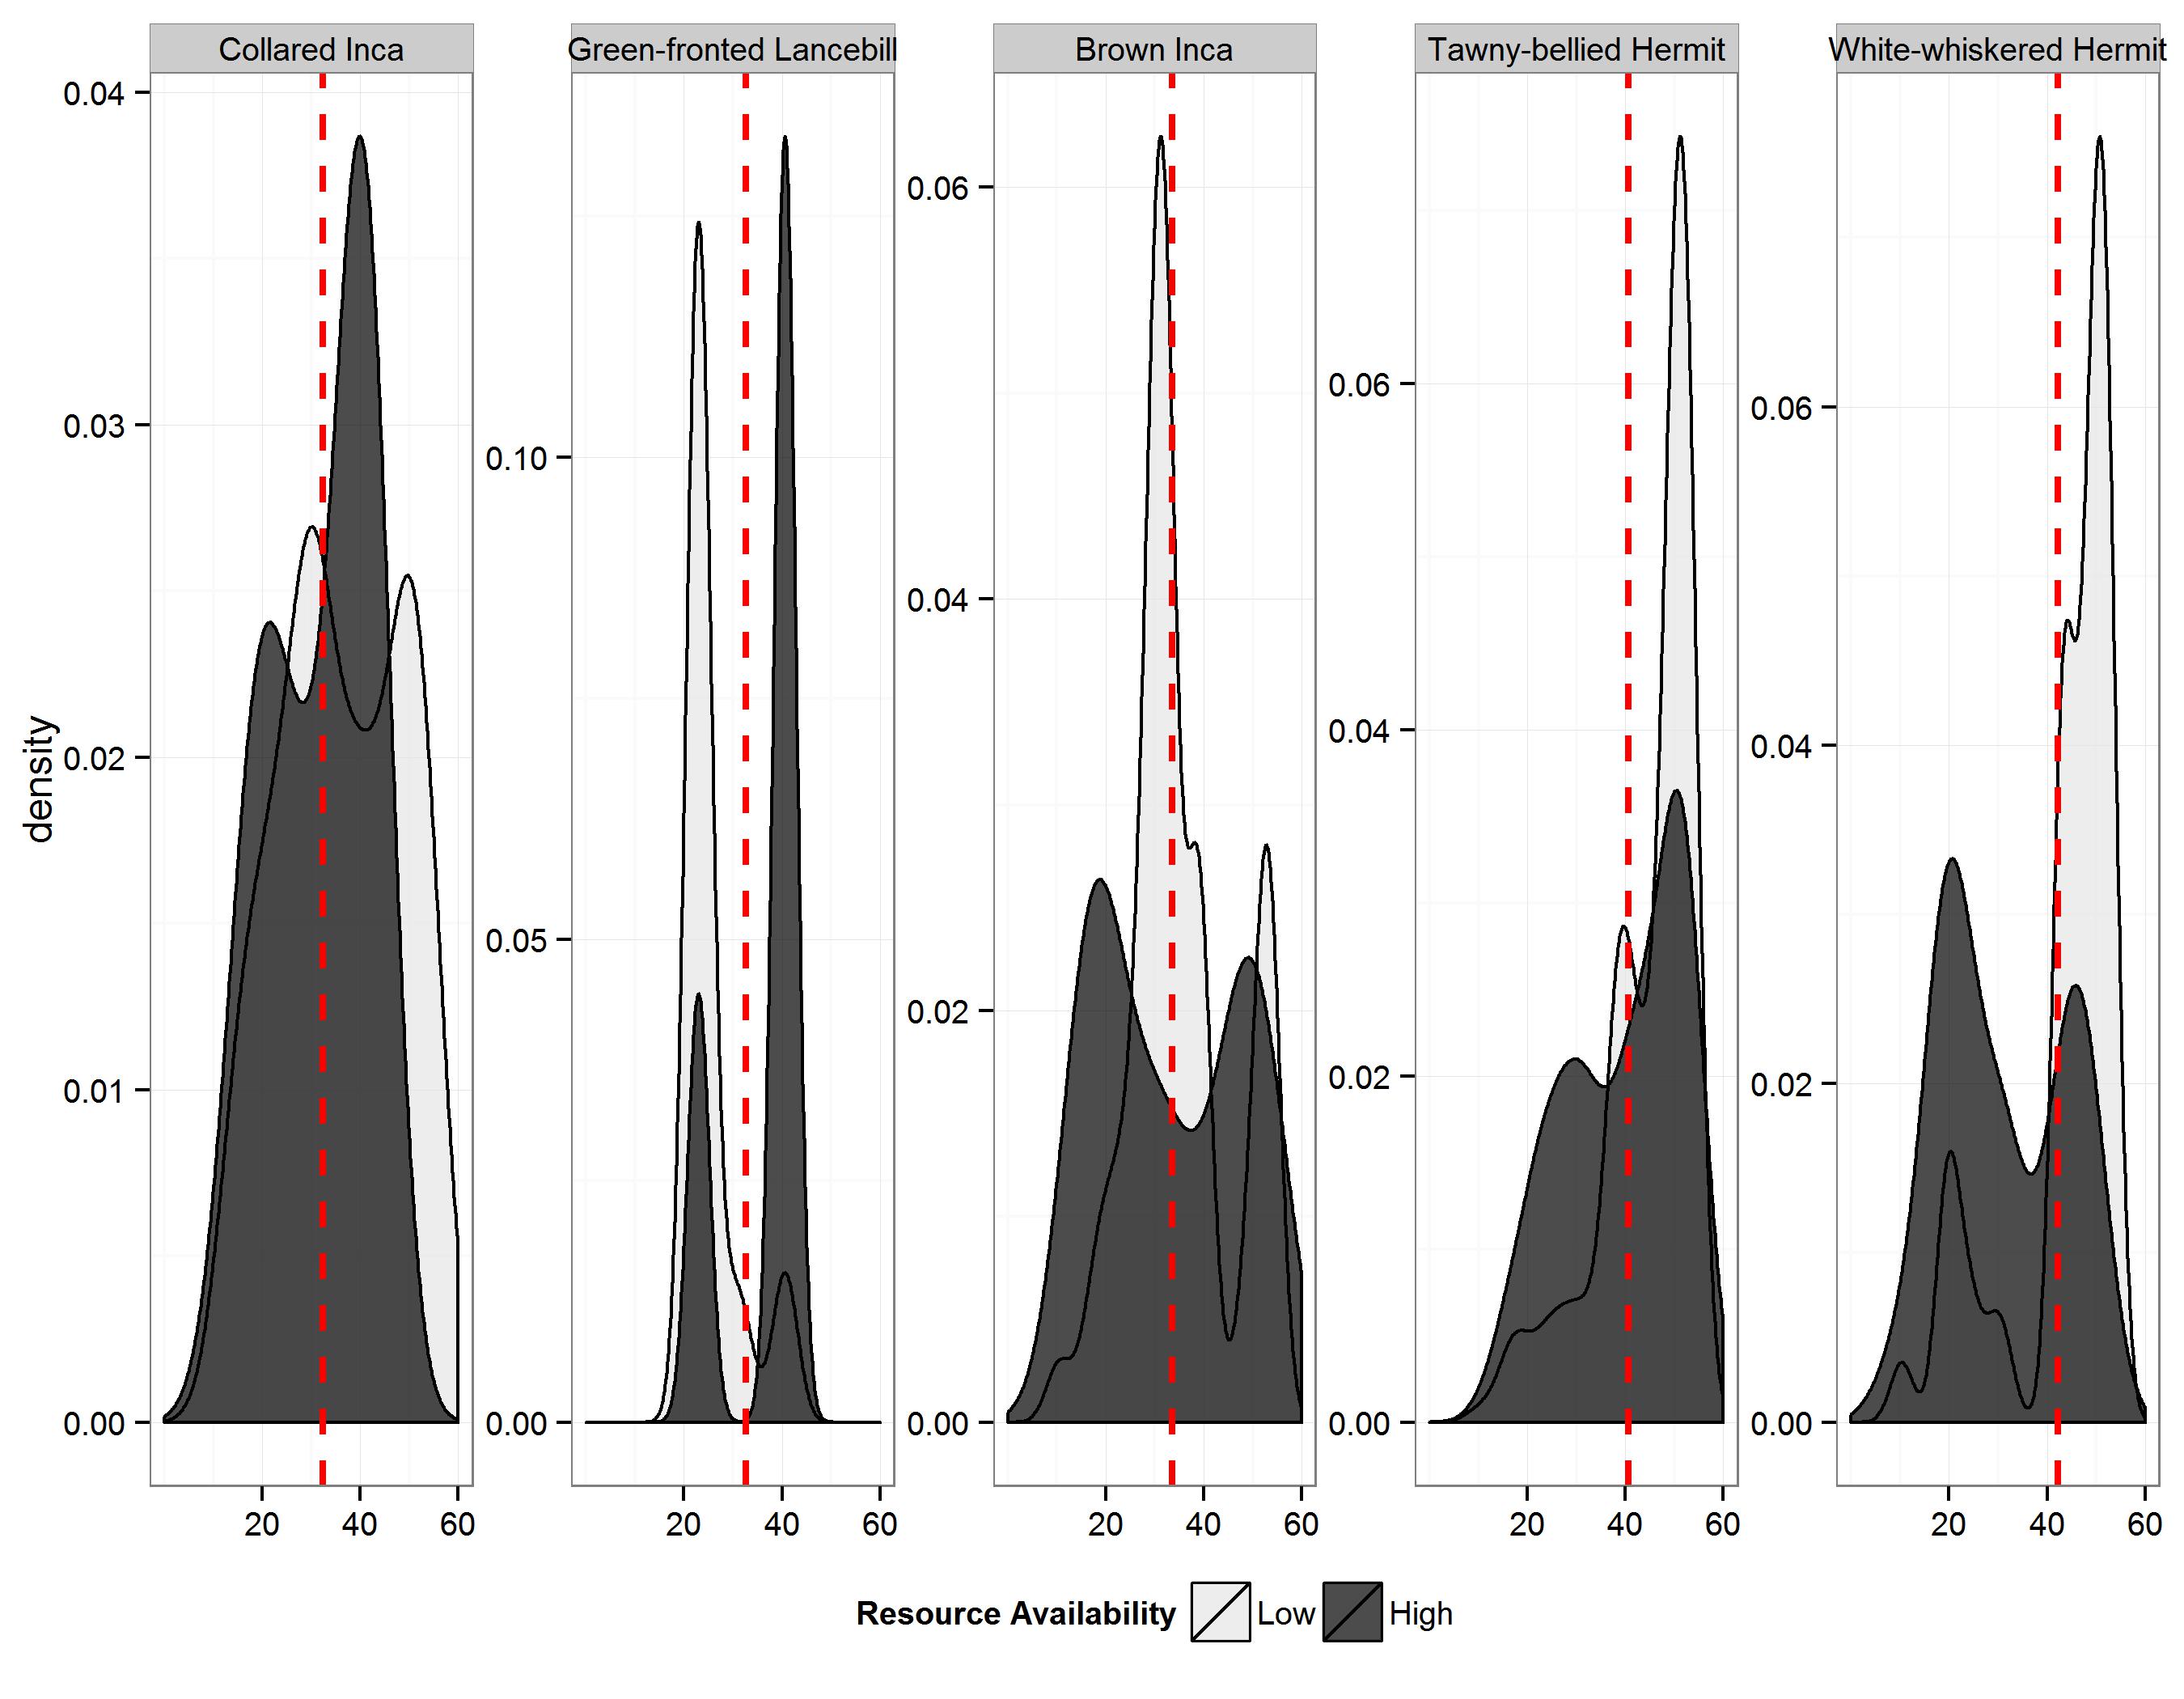 Collared Inca
Green-fronted Lancebill
Brown Inca
Tawny-bellied Hermit
White-whiskered Hermit
density
0.04
0.03
0.02
0.01
0.00
0.10
0.05
0.00
0.06
0.04
0.02
0.00
0.06
0.04
0.02
0.00
0.06
0.04
0.02
0.00
20 40 60
20 40 60
20 40 60
20 40 60
20 40 60
Resource Availability Low High